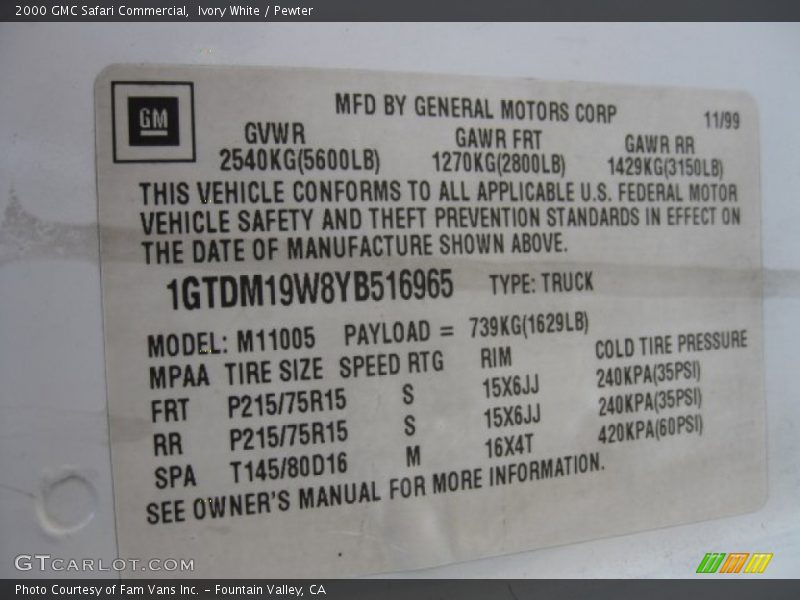 2000 GMC Safari Commercial,  Ivory White / Pewter
GM
MFD BY GENERAL MOTORS CORP 11/99
GVWR GAWR FRT GAWR RR
2540KG(5600LB) 1270KG(2800LB) 1429KG(3150LB)
THIS VEHICLE CONFORMS TO ALL APPLICABLE U.S. FEDERAL MOTOR
VEHICLE SAFETY AND THEFT PREVENTION STANDARDS IN EFFECT ON
THE DATE OF MANUFACTURE SHOWN ABOVE.
1GTDM19W8YB516965 TYPE: TRUCK
MODEL: M11005 PAYLOAD = 739KG(1629LB)
MPAA TIRE SIZE SPEED RTG RIM COLD TIRE PRESSURE
FRT P215/75R15 S 15X6JJ 240KPA(35PSI)
RR P215/75R15 S 15X6JJ 240KPA(35PSI)
SPA T145/80D16 M 16X4T 420KPA(60PSI)
SEE OWNER'S MANUAL FOR MORE INFORMATION.
GTCARLOT.COM
Photo Courtesy of Fam Vans Inc. - Fountain Valley, CA